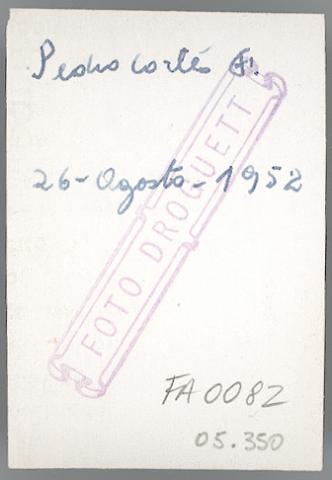 Pedro Cortés F.
26-Agosto-1952
FOTO DROGUETT
FA0082
05.350